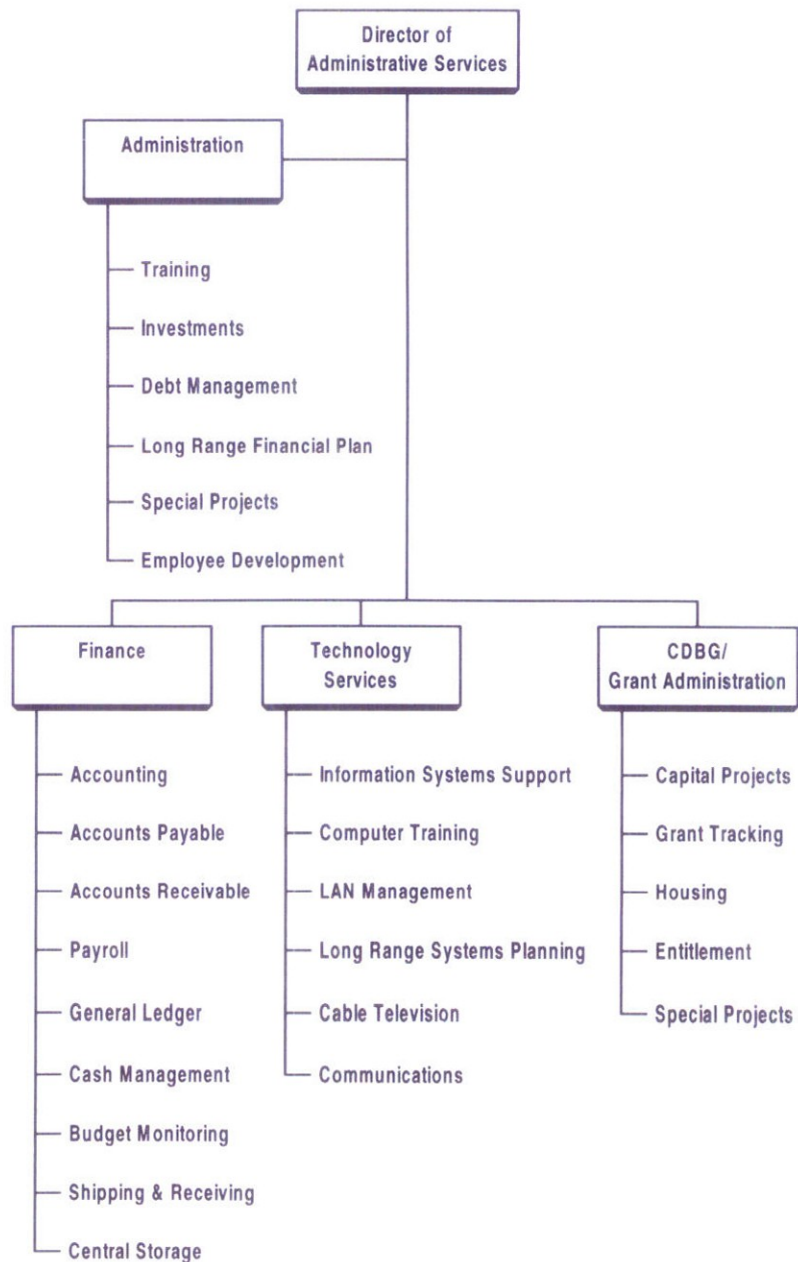 Director of
Administrative Services
Administration
Training
Investments
Debt Management
Long Range Financial Plan
Special Projects
Employee Development
Finance
Accounting
Accounts Payable
Accounts Receivable
Payroll
General Ledger
Cash Management
Budget Monitoring
Shipping & Receiving
Central Storage
Technology
Services
Information Systems Support
Computer Training
LAN Management
Long Range Systems Planning
Cable Television
Communications
CDBG/
Grant Administration
Capital Projects
Grant Tracking
Housing
Entitlement
Special Projects